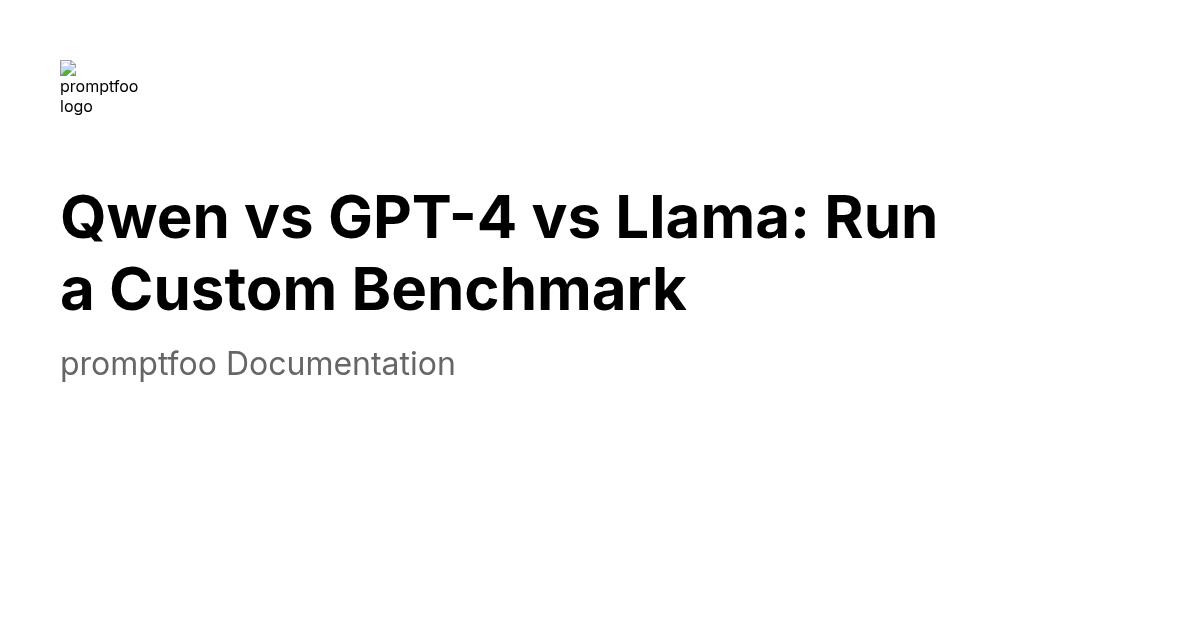 promptfoo
logo
Qwen vs GPT-4 vs Llama: Run
a Custom Benchmark
promptfoo Documentation